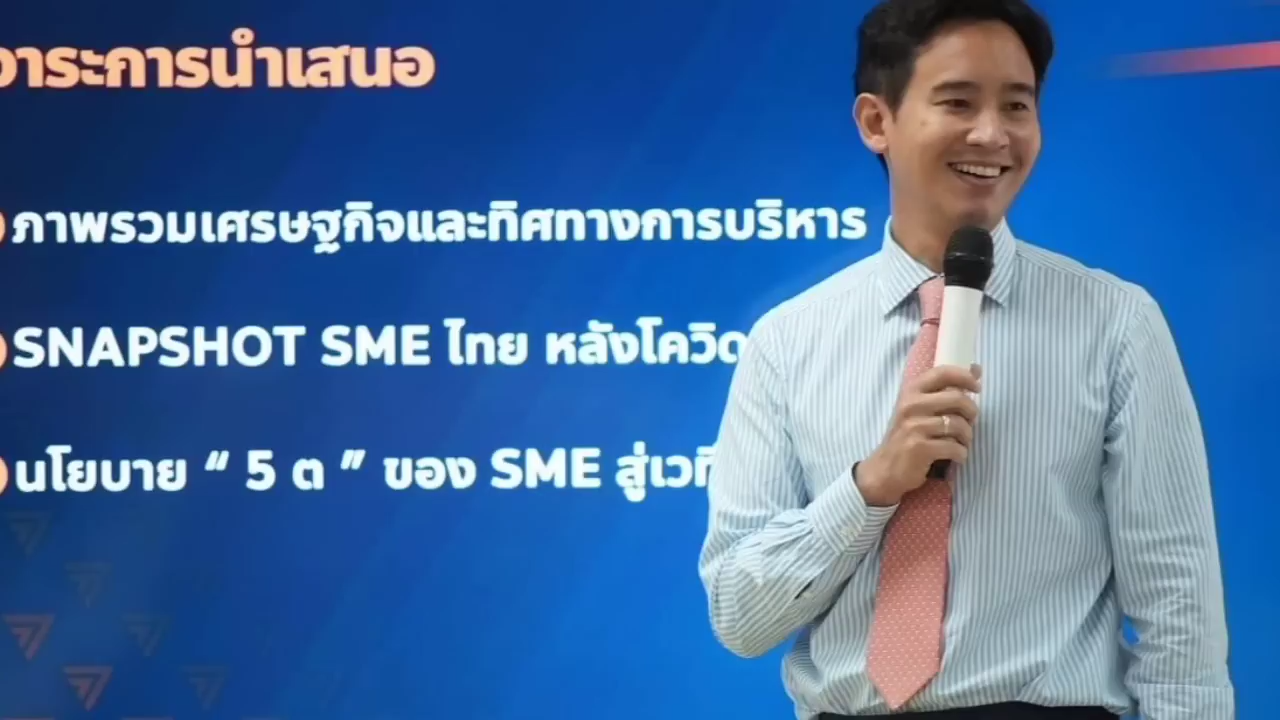 วาระการนำเสนอ
ภาพรวมเศรษฐกิจและทิศทางการบริหาร
SNAPSHOT SME ไทย หลังโควิด
นโยบาย “ 5 ต ” ของ SME สู่